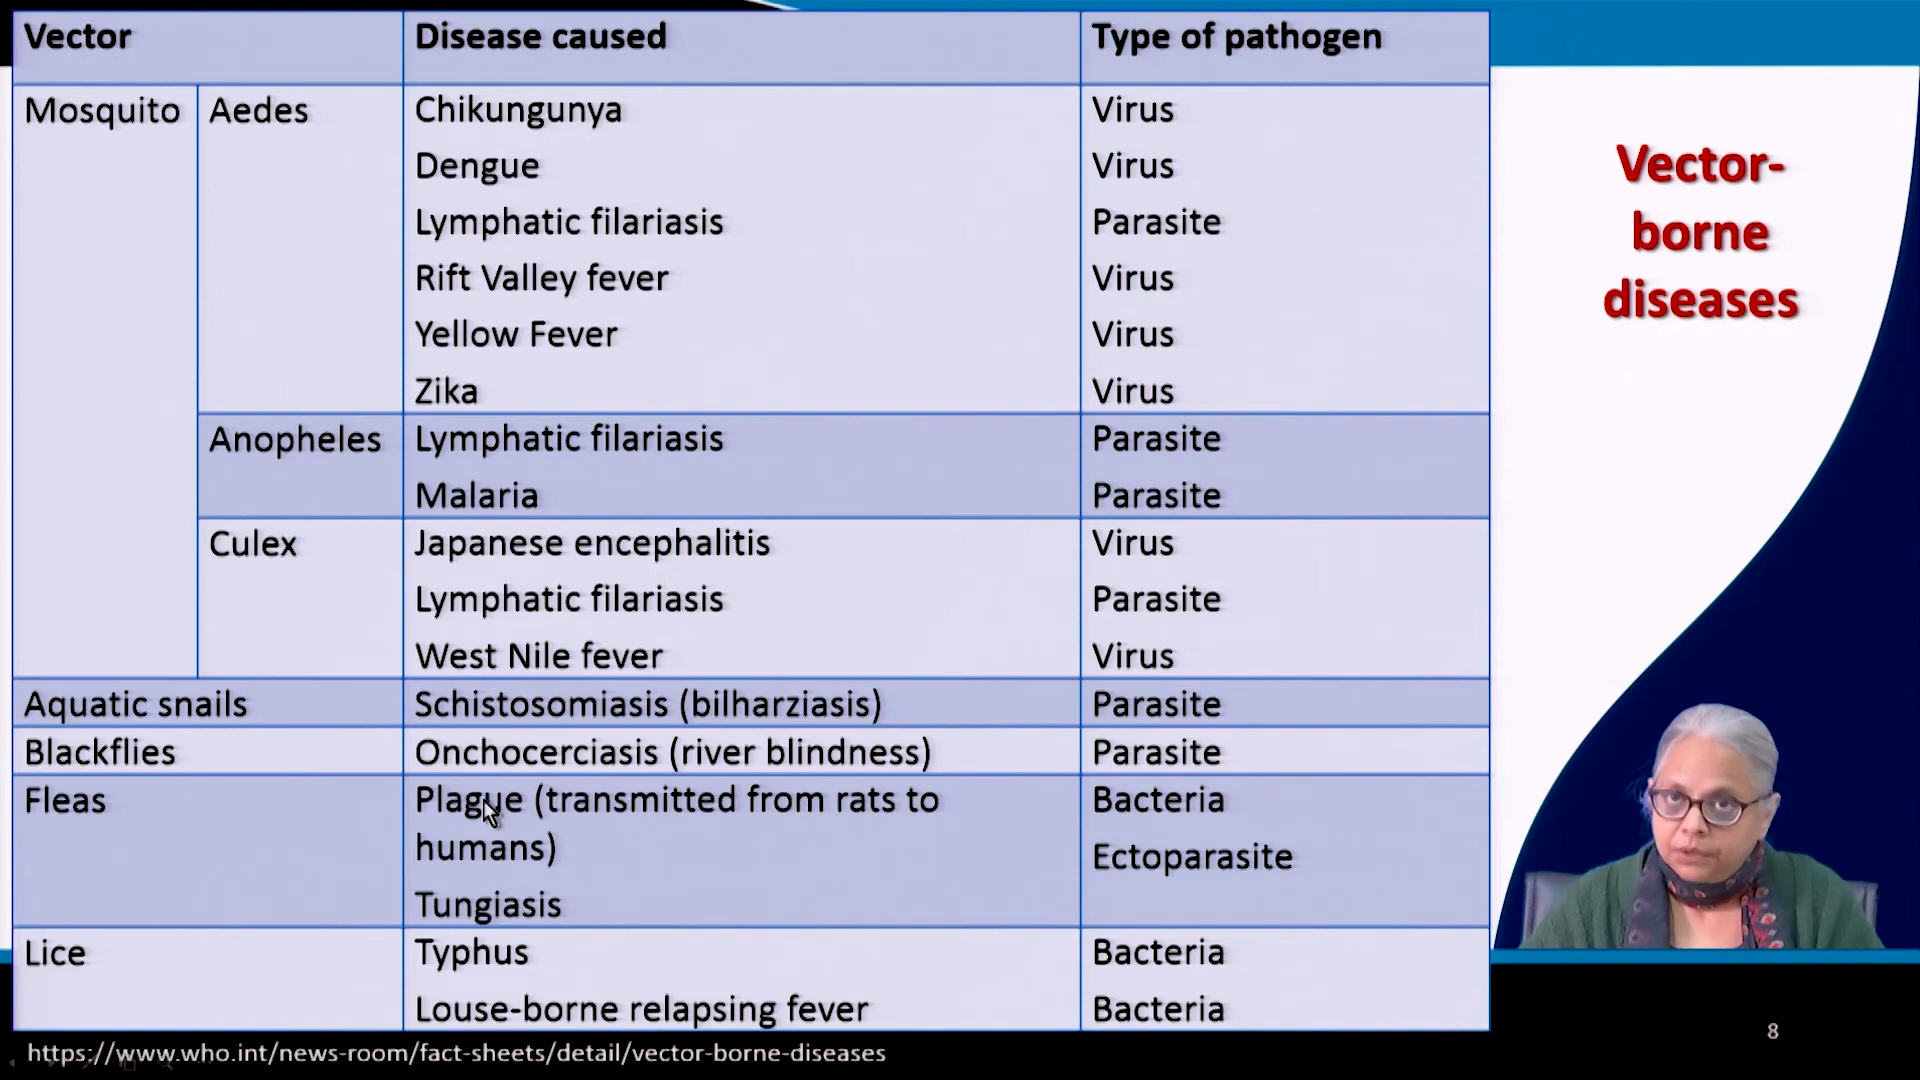 Vector Disease caused Type of pathogen
Mosquito Aedes Chikungunya Virus
Dengue Virus
Lymphatic filariasis Parasite
Rift Valley fever Virus
Yellow Fever Virus
Zika Virus
Anopheles Lymphatic filariasis Parasite
Malaria Parasite
Culex Japanese encephalitis Virus
Lymphatic filariasis Parasite
West Nile fever Virus
Aquatic snails Schistosomiasis (bilharziasis) Parasite
Blackflies Onchocerciasis (river blindness) Parasite
Fleas Plague (transmitted from rats to Bacteria
humans) Ectoparasite
Tungiasis
Lice Typhus Bacteria
Louse-borne relapsing fever Bacteria
https://www.who.int/news-room/fact-sheets/detail/vector-borne-diseases
Vector-
borne
diseases
8